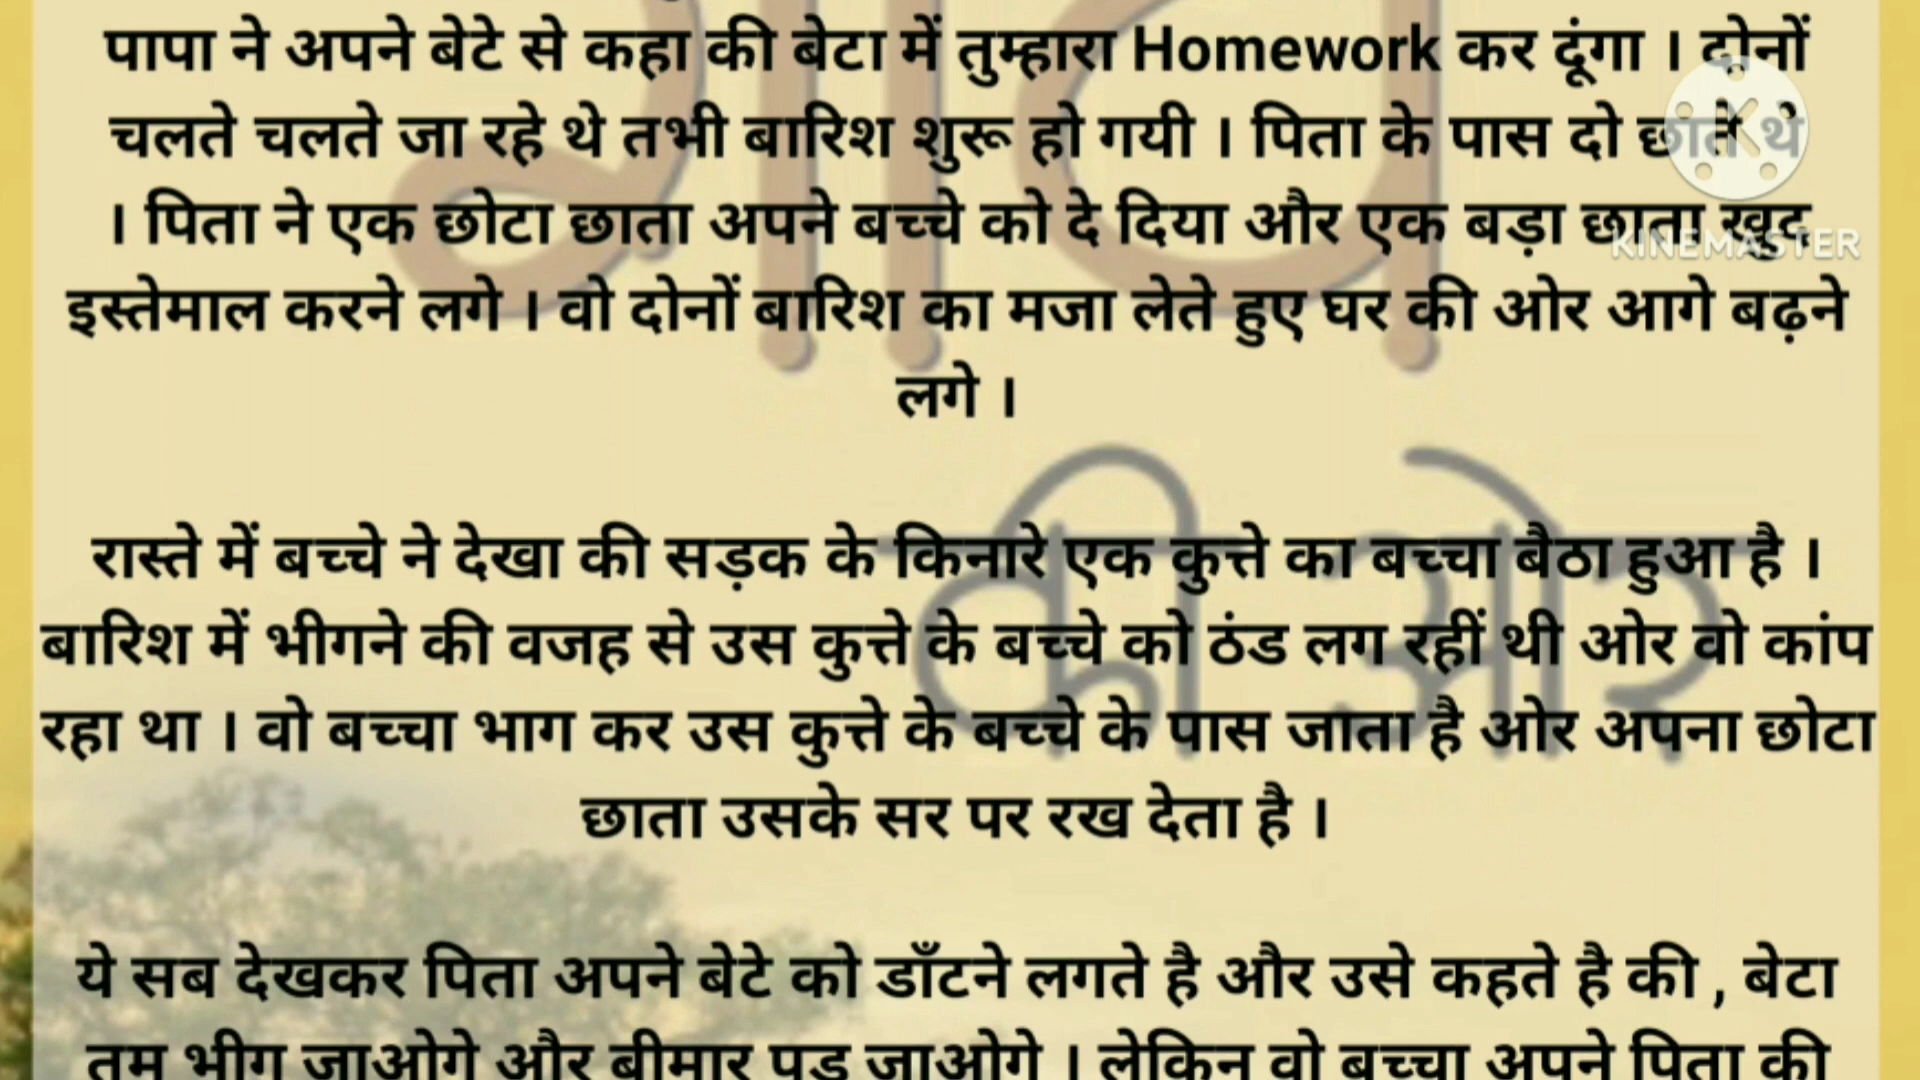 पापा ने अपने बेटे से कहा की बेटा में तुम्हारा Homework कर दूंगा । दोनों
चलते चलते जा रहे थे तभी बारिश शुरू हो गयी । पिता के पास दो छाते थे
। पिता ने एक छोटा छाता अपने बच्चे को दे दिया और एक बड़ा छाता खुद
KINEMASTER
इस्तेमाल करने लगे । वो दोनों बारिश का मजा लेते हुए घर की ओर आगे बढ़ने
लगे ।
रास्ते में बच्चे ने देखा की सड़क के किनारे एक कुत्ते का बच्चा बैठा हुआ है ।
बारिश में भीगने की वजह से उस कुत्ते के बच्चे को ठंड लग रहीं थी ओर वो कांप
रहा था । वो बच्चा भाग कर उस कुत्ते के बच्चे के पास जाता है ओर अपना छोटा
छाता उसके सर पर रख देता है ।
की ओर
ये सब देखकर पिता अपने बेटे को डाँटने लगते है और उसे कहते है की , बेटा
तुम भीग जाओगे और बीमार पड़ जाओगे । लेकिन वो बच्चा अपने पिता की